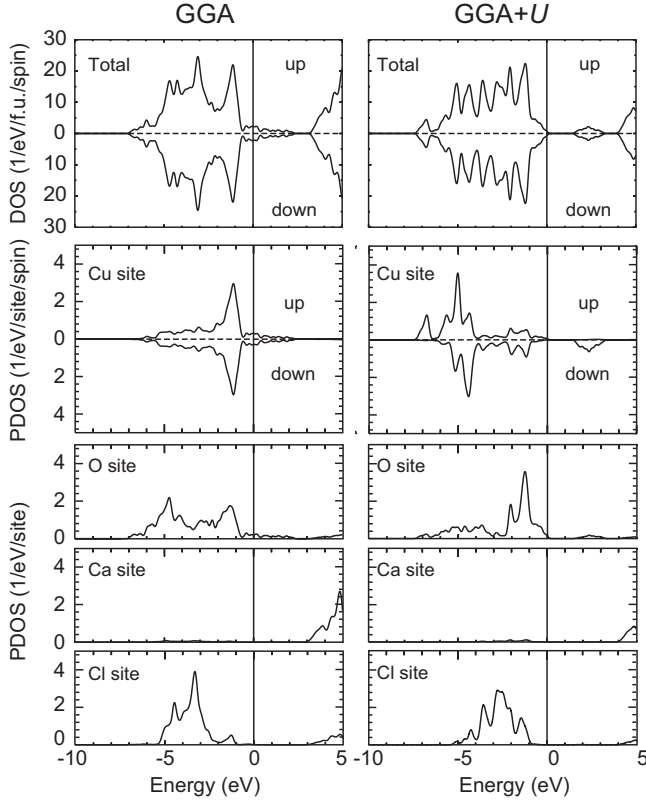 GGA
GGA+U
DOS (1/eV/f.u./spin)
30
20
10
0
10
20
30
Total
up
down
Total
up
down
PDOS (1/eV/site/spin)
4
2
0
2
4
Cu site
up
down
Cu site
up
down
PDOS (1/eV/site)
4
2
0
O site
O site
4
2
0
Ca site
Ca site
4
2
0
Cl site
Cl site
-10
-5
0
5
-10
-5
0
5
Energy (eV)
Energy (eV)